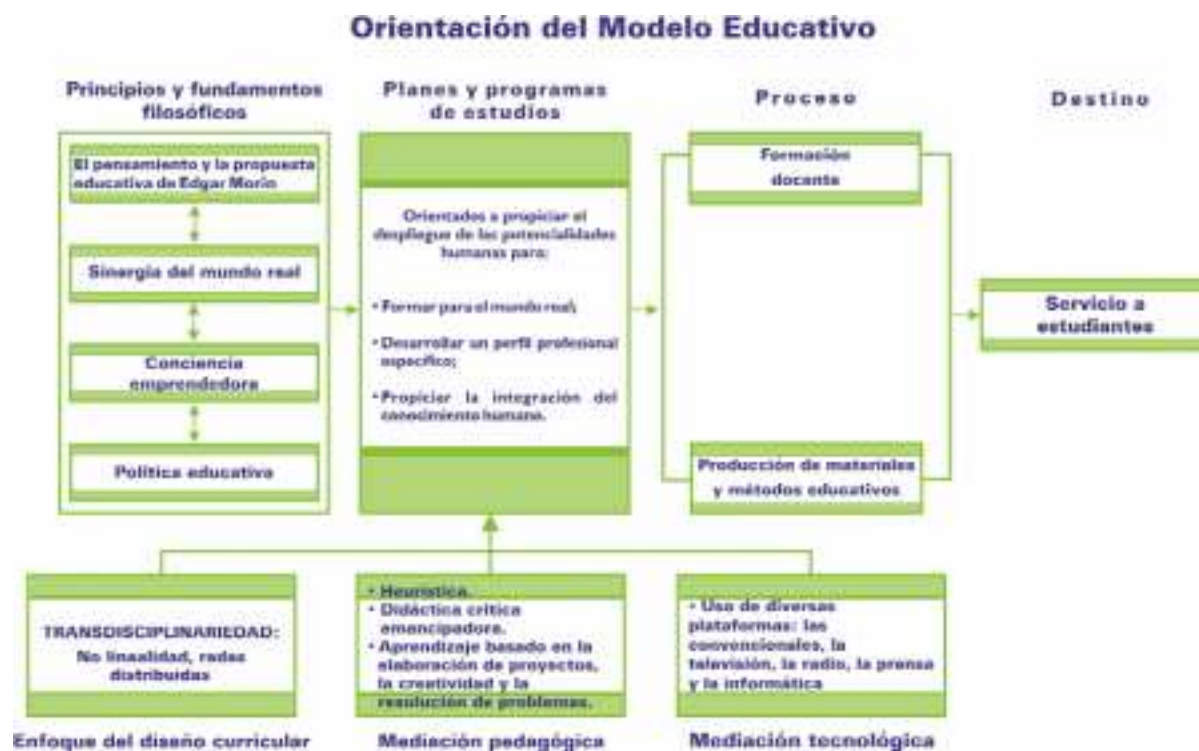 Orientación del Modelo Educativo
Principios y fundamentos
filosóficos
Planes y programas
de estudios
Proceso
Destino
El pensamiento y la propuesta
educativa de Edgar Morin
Sinergia del mundo real
Conciencia
emprendedora
Política educativa
Orientados a propiciar el
despliegue de las potencialidades
humanas para:
• Formar para el mundo real;
• Desarrollar un perfil profesional
específico;
• Propiciar la integración del
conocimiento humano.
Formación
docente
Producción de materiales
y métodos educativos
Servicio a
estudiantes
TRANSDISCIPLINARIEDAD:
No linealidad, redes
distribuidas
Enfoque del diseño curricular
• Heurística.
• Didáctica crítica
emancipadora.
• Aprendizaje basado en la
elaboración de proyectos,
la creatividad y la
resolución de problemas.
Mediación pedagógica
• Uso de diversas
plataformas: las
convencionales, la
televisión, la radio, la prensa
y la informática
Mediación tecnológica